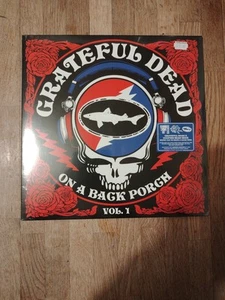 GRATEFUL DEAD
ON A BACK PORCH
VOL. 1